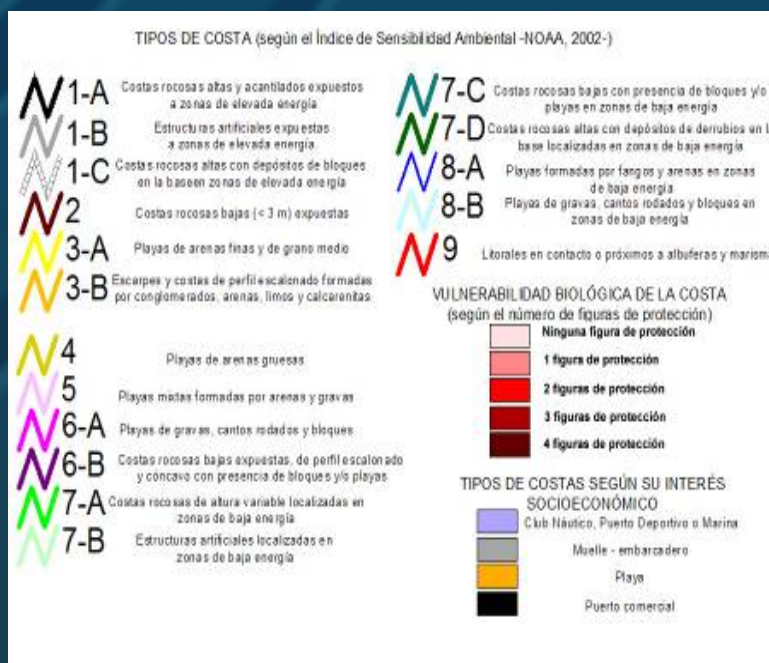 TIPOS DE COSTA (según el Índice de Sensibilidad Ambiental -NOAA, 2002-)
1-A Costas rocosas altas y acantilados expuestos
a zonas de elevada energía
1-B Estructuras artificiales expuestas
a zonas de elevada energía
1-C Costas rocosas altas con depósitos de bloques
en la baseen zonas de elevada energía
2 Costas rocosas bajas (< 3 m) expuestas
3-A Playas de arenas finas y de grano medio
3-B Escarpes y costas de perfil escalonado formadas
por conglomerados, arenas, limos y calcarenitas
4 Playas de arenas gruesas
5 Playas mixtas formadas por arenas y gravas
6-A Playas de gravas, cantos rodados y bloques
6-B Costas rocosas bajas expuestas, de perfil escalonado
y cóncavo con presencia de bloques y/o playas
7-A Costas rocosas de altura variable localizadas en
zonas de baja energía
7-B Estructuras artificiales localizadas en
zonas de baja energía
7-C Costas rocosas bajas con presencia de bloques y/o
playas en zonas de baja energía
7-D Costas rocosas altas con depósitos de derrubios en l
base localizadas en zonas de baja energía
8-A Playas formadas por fangos y arenas en zonas
de baja energía
8-B Playas de gravas, cantos rodados y bloques en
zonas de baja energía
9 Litorales en contacto o próximos a albuferas y marism
VULNERABILIDAD BIOLÓGICA DE LA COSTA
(según el número de figuras de protección)
Ninguna figura de protección
1 figura de protección
2 figuras de protección
3 figuras de protección
4 figuras de protección
TIPOS DE COSTAS SEGÚN SU INTERÉS
SOCIOECONÓMICO
Club Náutico, Puerto Deportivo o Marina
Muelle - embarcadero
Playa
Puerto comercial